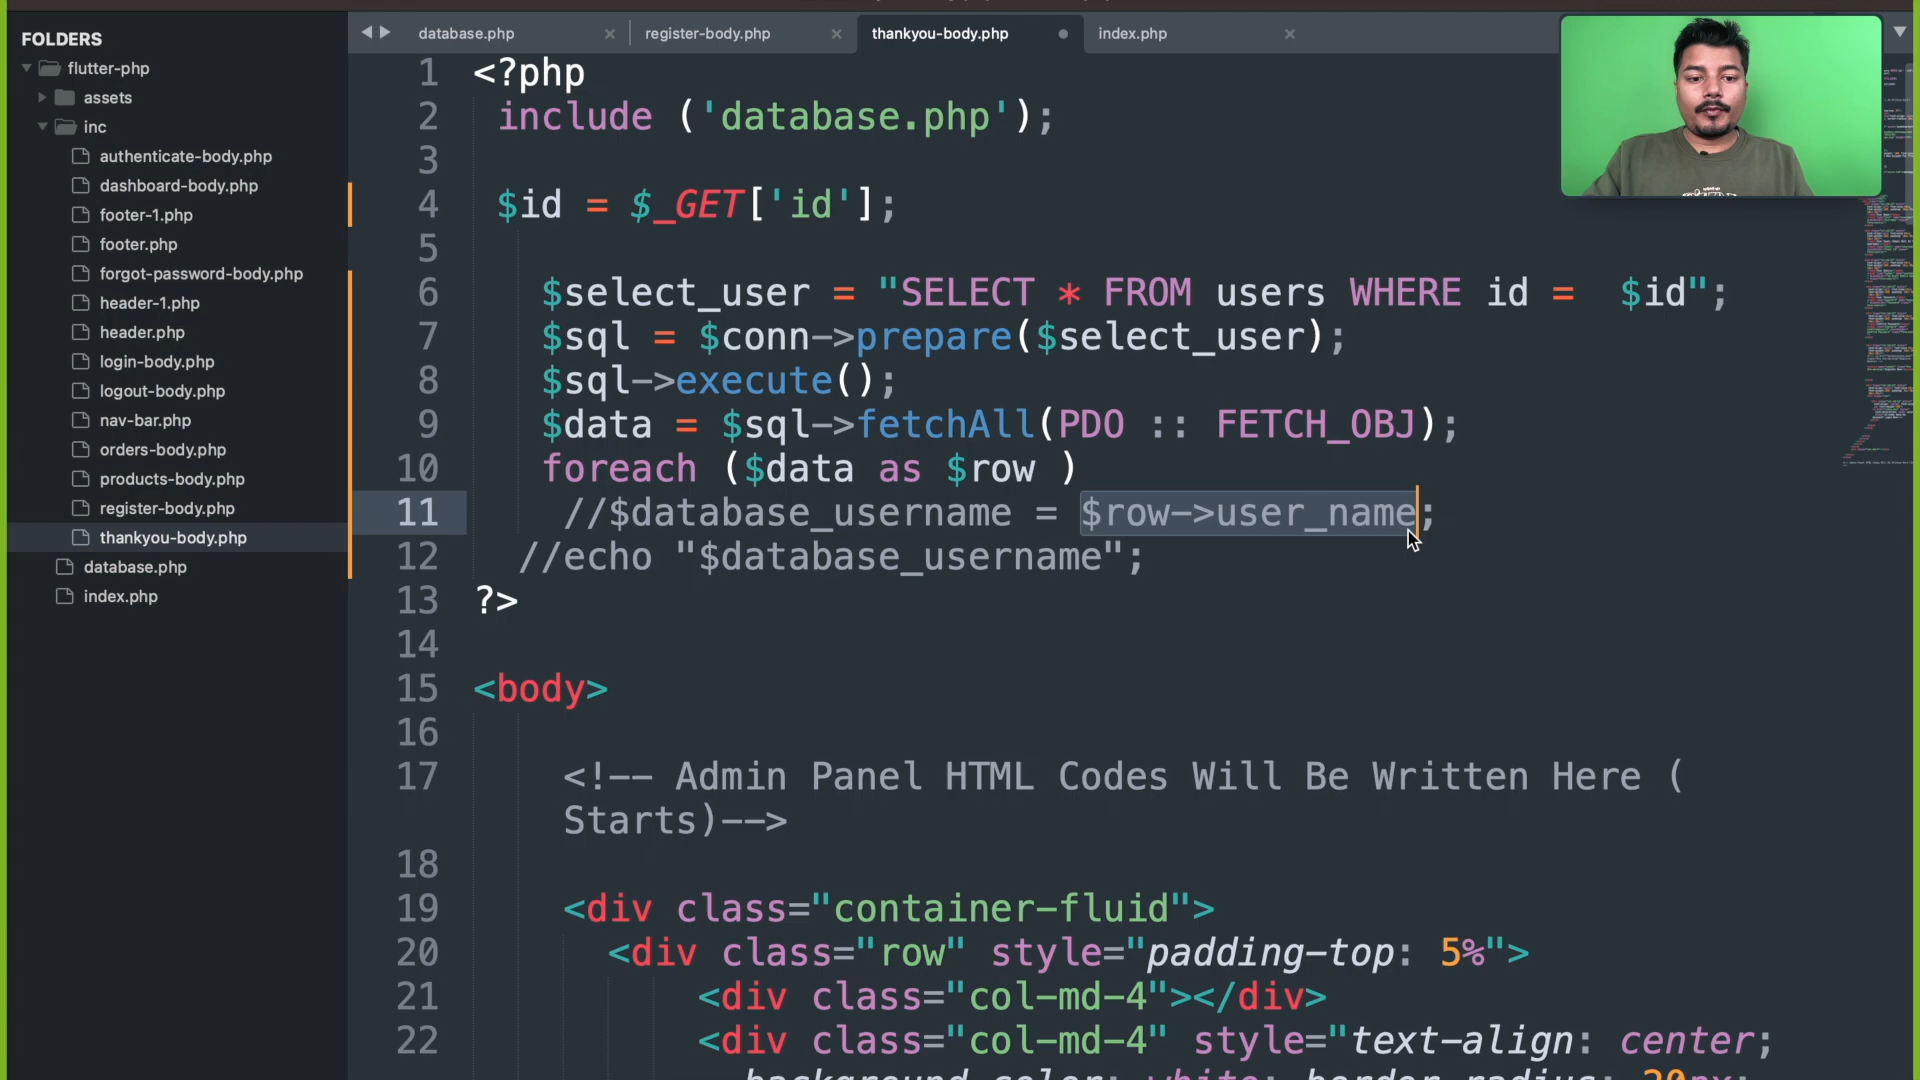 FOLDERS
flutter-php
assets
inc
authenticate-body.php
dashboard-body.php
footer-1.php
footer.php
forgot-password-body.php
header-1.php
header.php
login-body.php
logout-body.php
nav-bar.php
orders-body.php
products-body.php
register-body.php
thankyou-body.php
database.php
index.php
database.php
register-body.php
thankyou-body.php
index.php
1 <?php
2 include ('database.php');
3
4 $id = $_GET['id'];
5
6 $select_user = "SELECT * FROM users WHERE id =  $id";
7 $sql = $conn->prepare($select_user);
8 $sql->execute();
9 $data = $sql->fetchAll(PDO :: FETCH_OBJ);
10 foreach ($data as $row )
11 //$database_username = $row->user_name;
12 //echo "$database_username";
13 ?>
14
15 <body>
16
17 <!-- Admin Panel HTML Codes Will Be Written Here (
Starts)-->
18
19 <div class="container-fluid">
20 <div class="row" style="padding-top: 5%">
21 <div class="col-md-4"></div>
22 <div class="col-md-4" style="text-align: center;
background-color: white; border-radius: 20px;